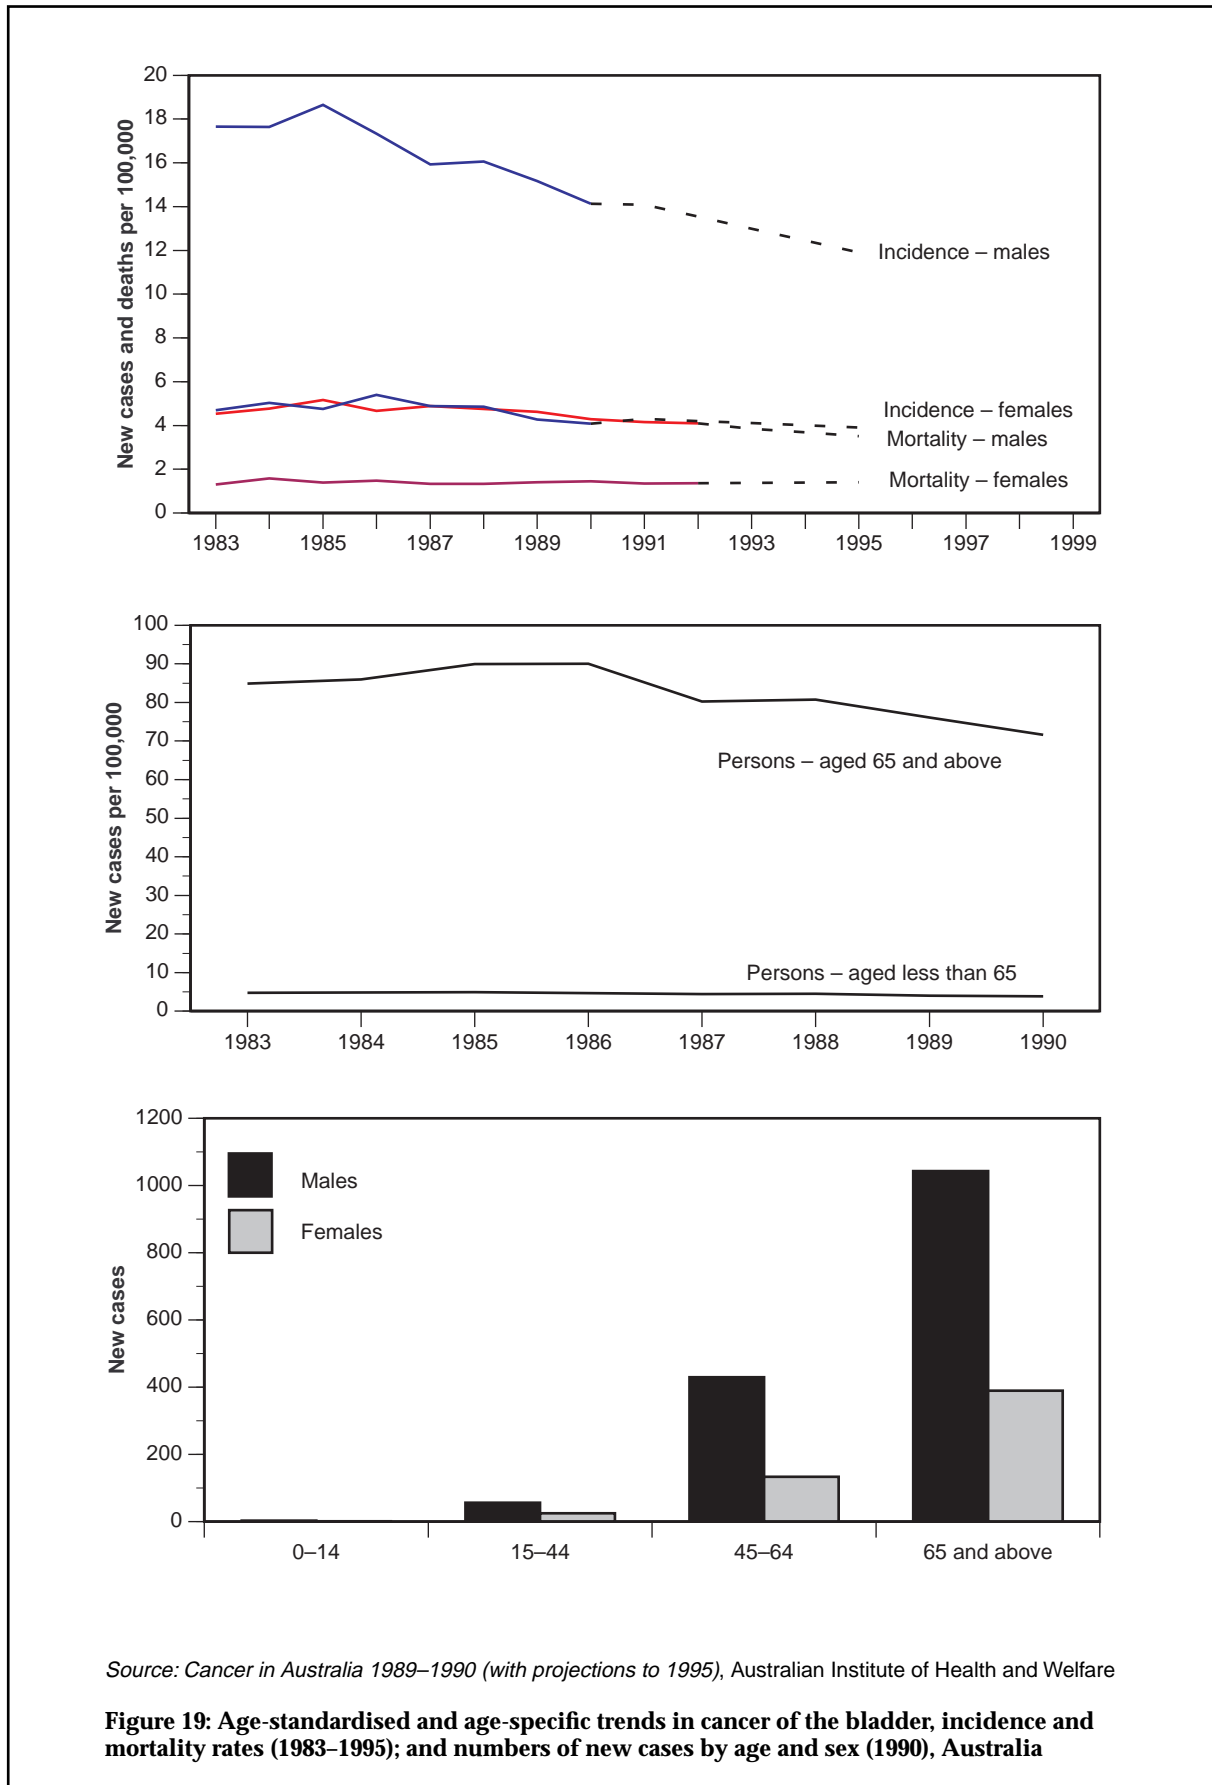 New cases and deaths per 100,000
20
18
16
14
12
10
8
6
4
2
0
Incidence – males
Incidence – females
Mortality – males
Mortality – females
1983 1985 1987 1989 1991 1993 1995 1997 1999
New cases per 100,000
100
90
80
70
60
50
40
30
20
10
0
Persons – aged 65 and above
Persons – aged less than 65
1983 1984 1985 1986 1987 1988 1989 1990
New cases
1200
1000
800
600
400
200
0
Males
Females
0–14 15–44 45–64 65 and above
Source: Cancer in Australia 1989–1990 (with projections to 1995), Australian Institute of Health and Welfare
Figure 19: Age-standardised and age-specific trends in cancer of the bladder, incidence and
mortality rates (1983–1995); and numbers of new cases by age and sex (1990), Australia